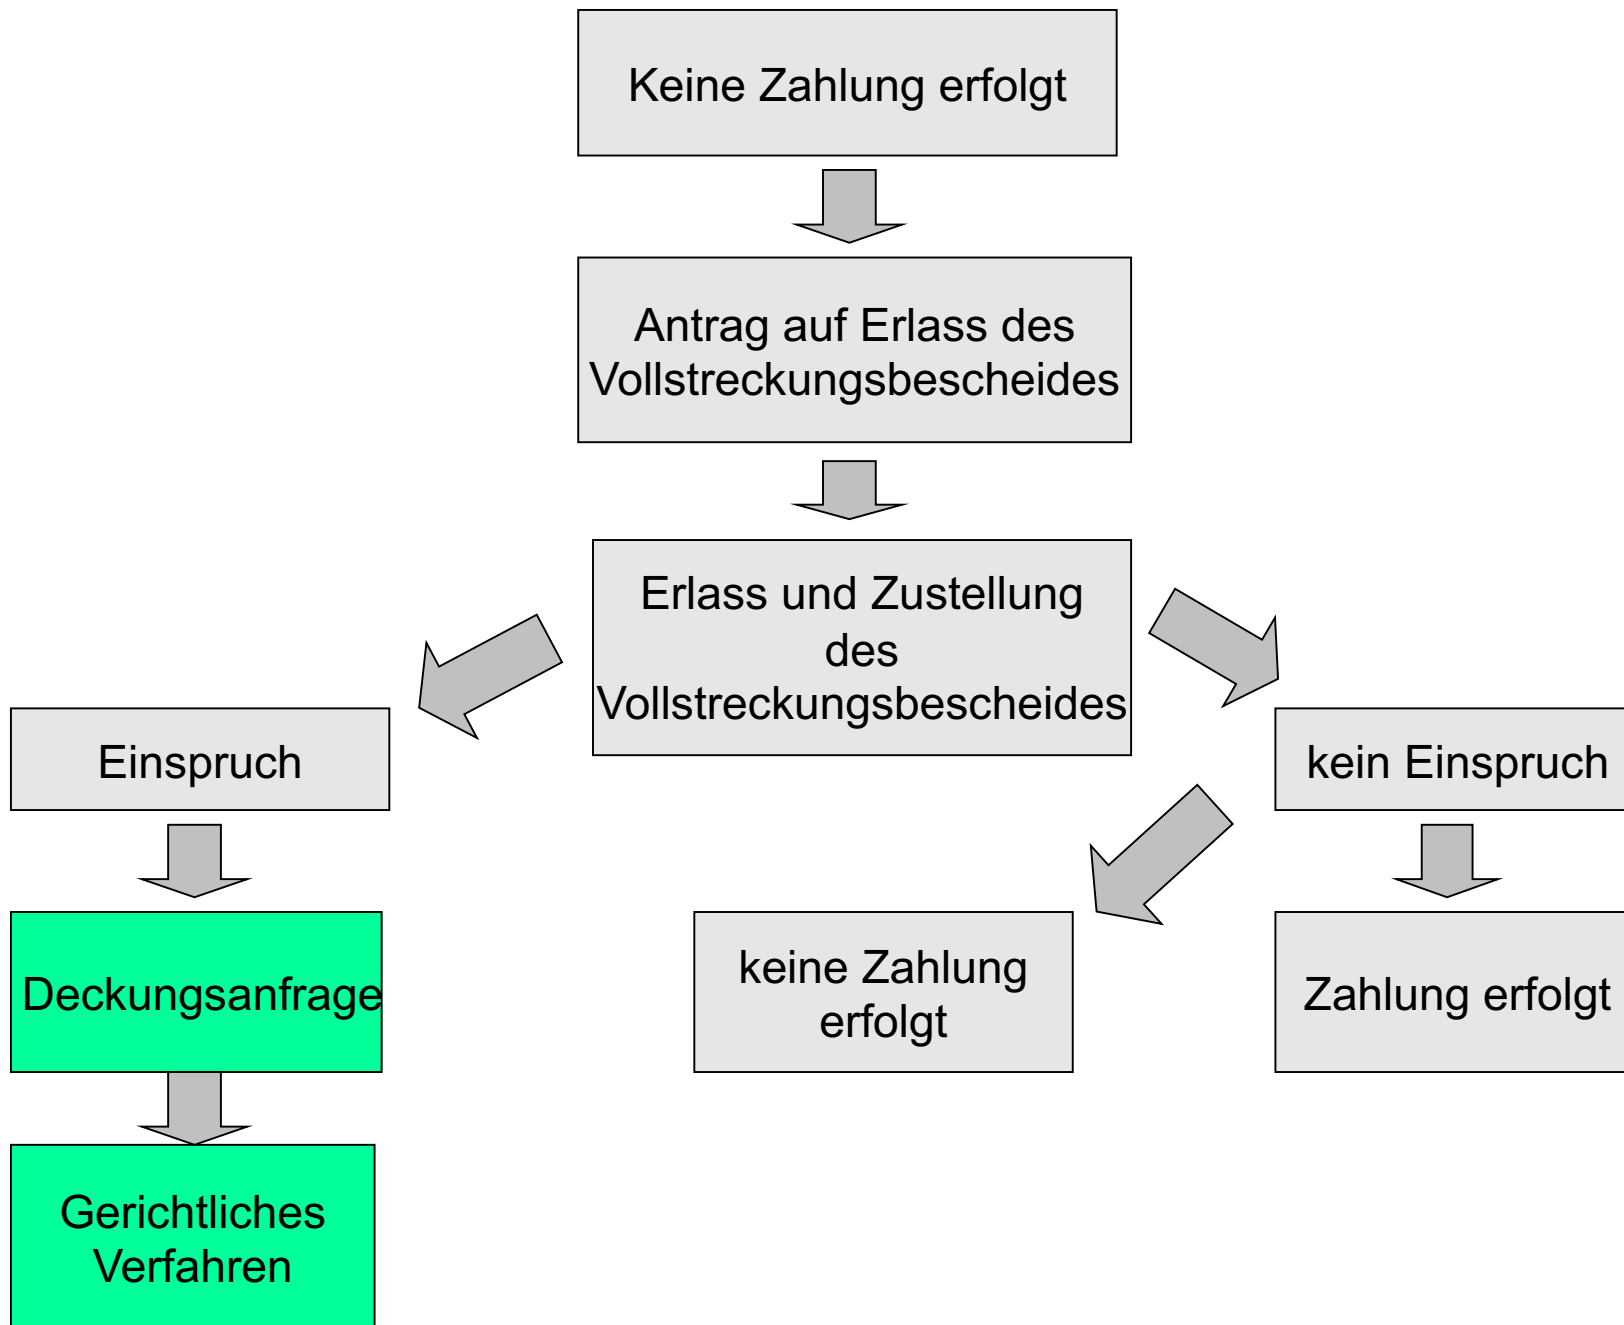 Keine Zahlung erfolgt
Antrag auf Erlass des
Vollstreckungsbescheides
Erlass und Zustellung
des
Vollstreckungsbescheides
Einspruch
kein Einspruch
Deckungsanfrage
keine Zahlung
erfolgt
Zahlung erfolgt
Gerichtliches
Verfahren